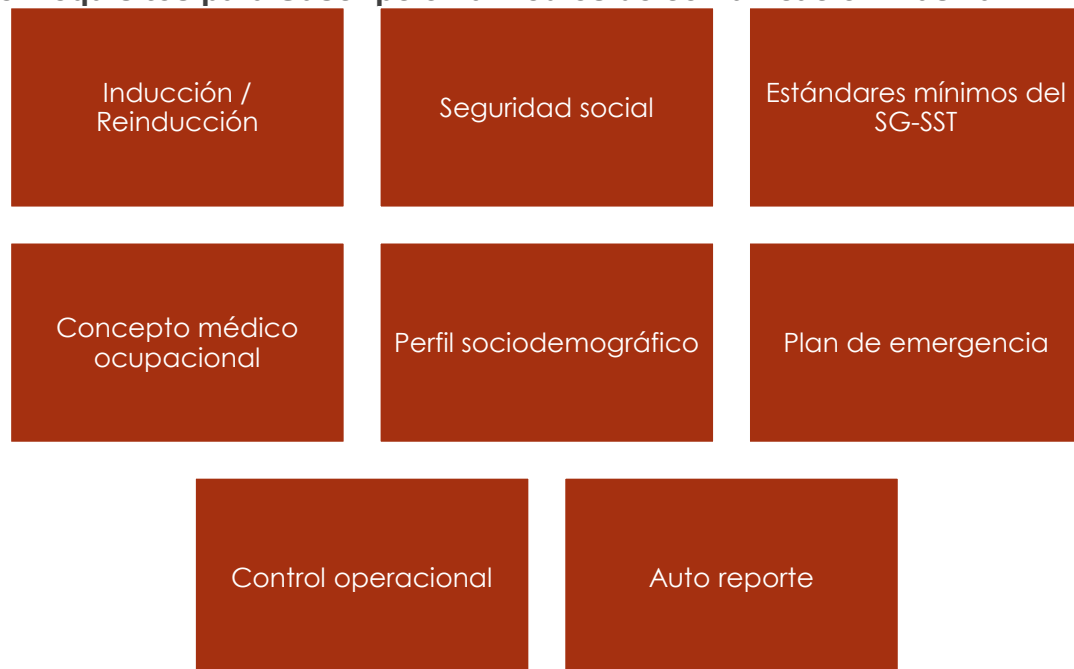 para
Inducción /
Reinducción
Seguridad social
Estándares mínimos del
SG-SST
Concepto médico
ocupacional
Perfil sociodemográfico
Plan de emergencia
Control operacional
Auto reporte